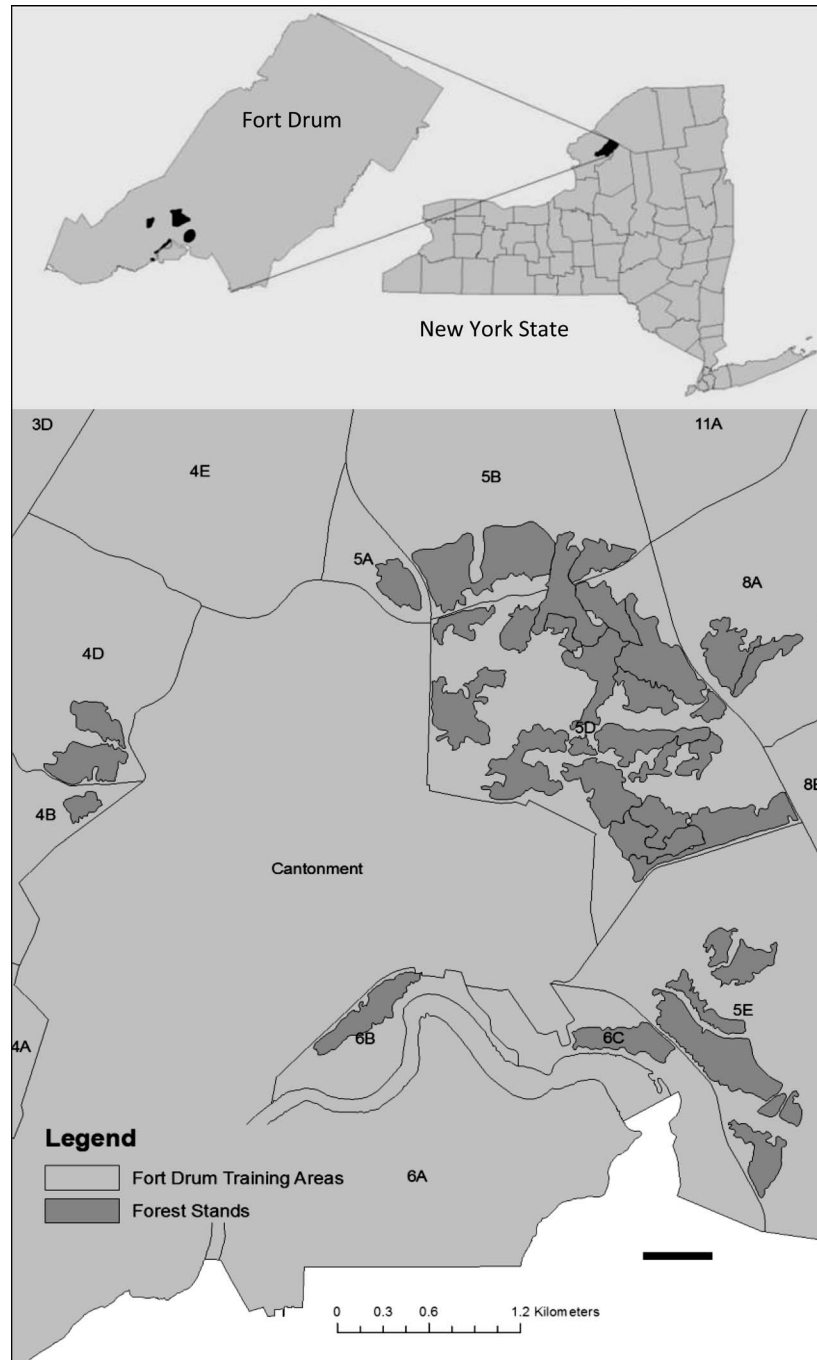 Fort Drum
New York State
3D
4E
5B
11A
5A
8A
4D
5D
8E
4B
Cantonment
5E
4A
6B
6C
Legend
Fort Drum Training Areas
Forest Stands
6A
0 0.3 0.6 1.2 Kilometers